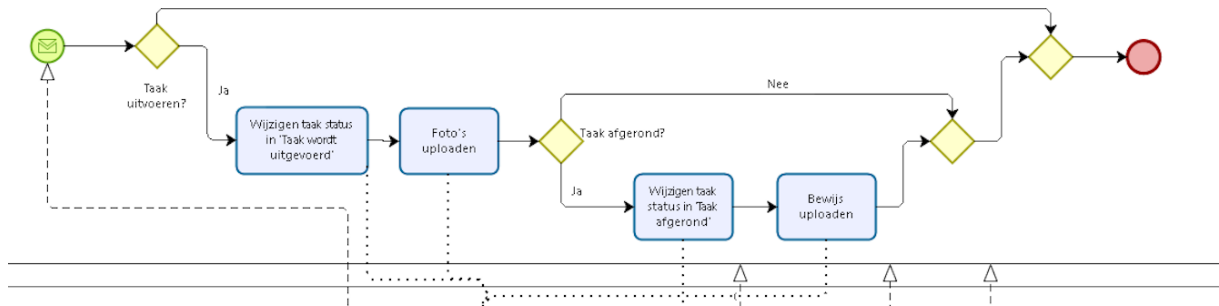 Taak
uitvoeren?
Ja
Wijzigen taak status
in 'Taak wordt
uitgevoerd'
Foto's
uploaden
Taak afgerond?
Nee
Ja
Wijzigen taak
status in 'Taak
afgerond'
Bewijs
uploaden